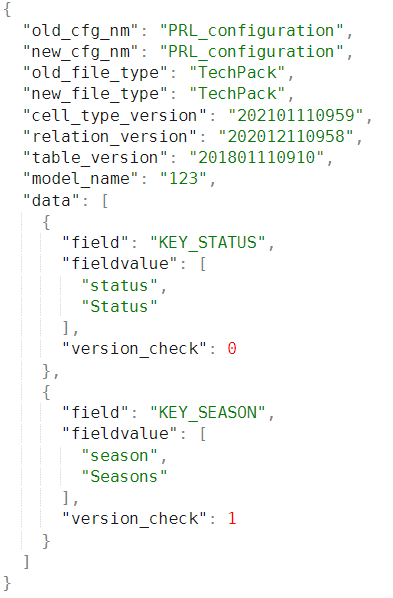 {
  "old_cfg_nm": "PRL_configuration",
  "new_cfg_nm": "PRL_configuration",
  "old_file_type": "TechPack",
  "new_file_type": "TechPack",
  "cell_type_version": "202101110959",
  "relation_version": "202012110958",
  "table_version": "201801110910",
  "model_name": "123",
  "data": [
    {
      "field": "KEY_STATUS",
      "fieldvalue": [
        "status",
        "Status"
      ],
      "version_check": 0
    },
    {
      "field": "KEY_SEASON",
      "fieldvalue": [
        "season",
        "Seasons"
      ],
      "version_check": 1
    }
  ]
}